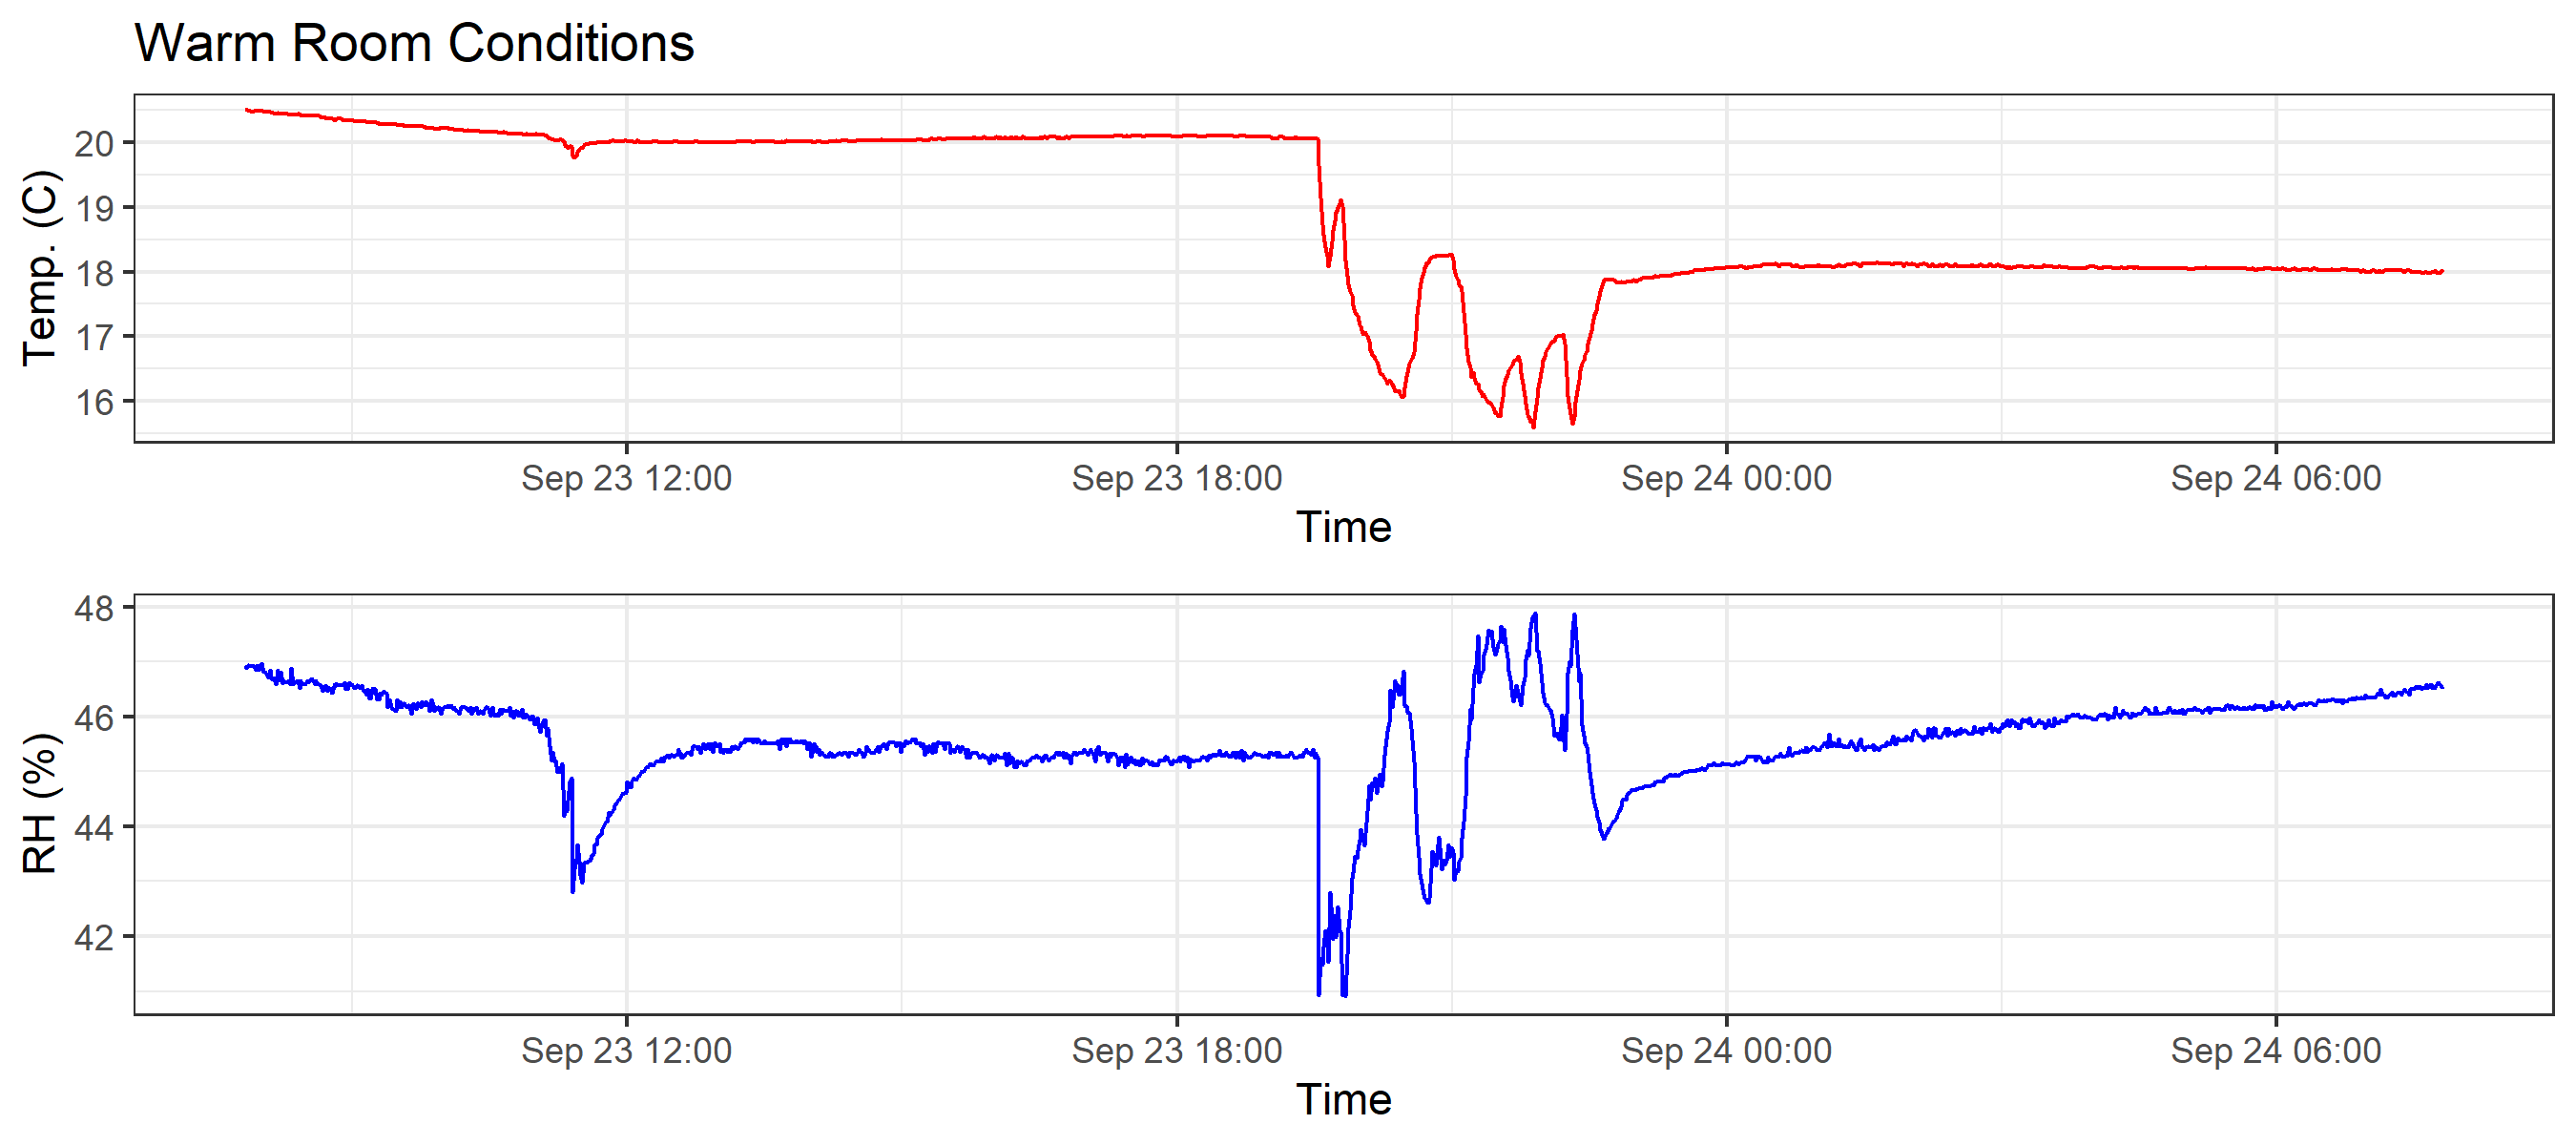 Warm Room Conditions
Temp. (C)
20
19
18
17
16
Sep 23 12:00 Sep 23 18:00 Sep 24 00:00 Sep 24 06:00
Time
RH (%)
48
46
44
42
Sep 23 12:00 Sep 23 18:00 Sep 24 00:00 Sep 24 06:00
Time